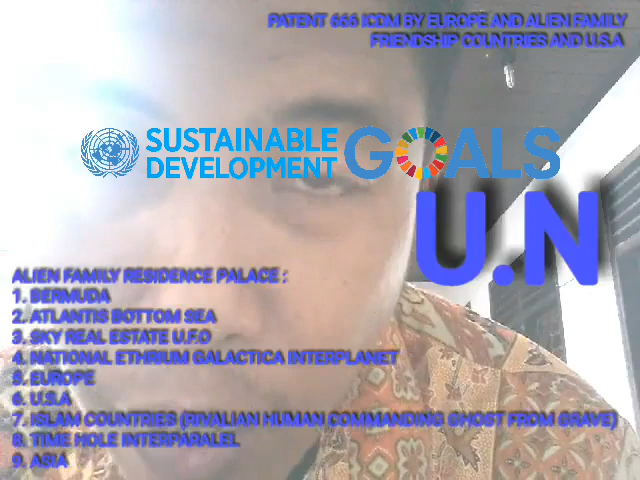 PATENT 666 ICDM BY EUROPE AND ALIEN FAMILY
FRIENDSHIP COUNTRIES AND U.S.A
SUSTAINABLE
DEVELOPMENT GOALS
U.N
ALIEN FAMILY RESIDENCE PALACE :
1. BERMUDA
2. ATLANTIS BOTTOM SEA
3. SKY REAL ESTATE U.F.O
4. NATIONAL ETHRIUM GALACTICA INTERPLANET
5. EUROPE
6. U.S.A
7. ISLAM COUNTRIES (RIVALIAN HUMAN COMMANDING GHOST FROM GRAVE)
8. TIME HOLE INTERPARALEL
9. ASIA